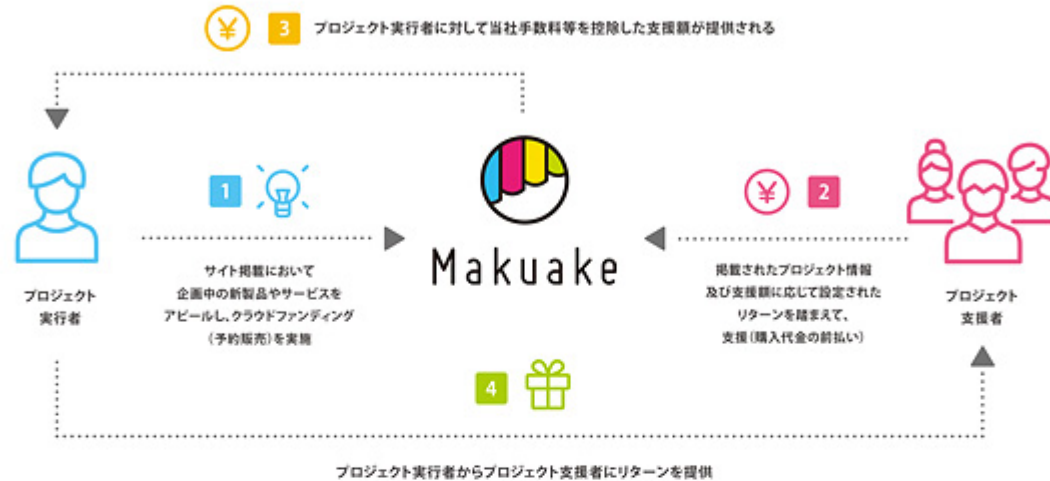 ¥ 3 プロジェクト実行者に対して当社手数料等を控除した支援額が提供される
1
¥ 2
Makuake
プロジェクト
実行者
サイト掲載において
企画中の新製品やサービスを
アピールし、クラウドファンディング
(予約販売)を実施
掲載されたプロジェクト情報
及び支援額に応じて設定された
リターンを踏まえて、
支援(購入代金の前払い)
プロジェクト
支援者
4
プロジェクト実行者からプロジェクト支援者にリターンを提供